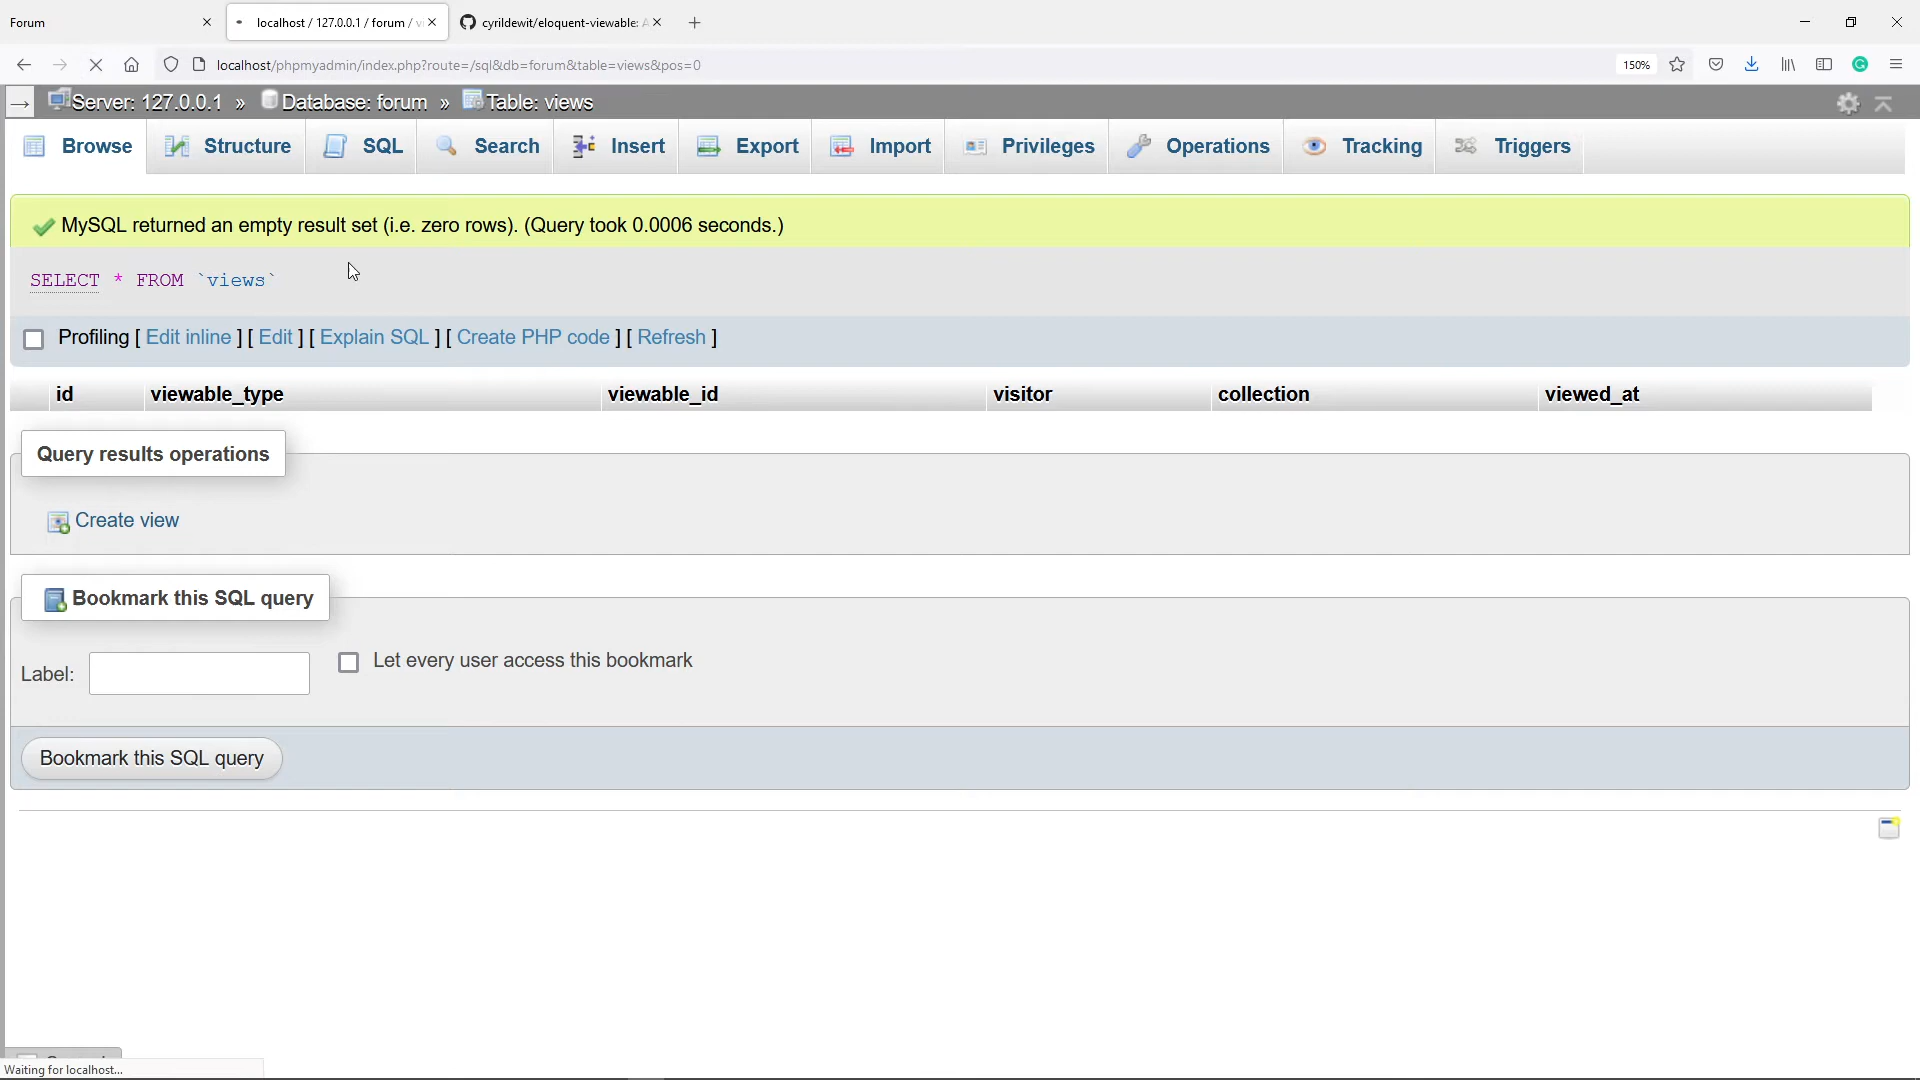 Forum
localhost / 127.0.0.1 / forum / v
cyrildewit/eloquent-viewable: A
localhost/phpmyadmin/index.php?route=/sql&db=forum&table=views&pos=0
150%
Server: 127.0.0.1 » Database: forum » Table: views
Browse Structure SQL Search Insert Export Import Privileges Operations Tracking Triggers
MySQL returned an empty result set (i.e. zero rows). (Query took 0.0006 seconds.)
SELECT * FROM `views`
Profiling [ Edit inline ] [ Edit ] [ Explain SQL ] [ Create PHP code ] [ Refresh ]
id viewable_type viewable_id visitor collection viewed_at
Query results operations
Create view
Bookmark this SQL query
Label:
Let every user access this bookmark
Bookmark this SQL query
Waiting for localhost...